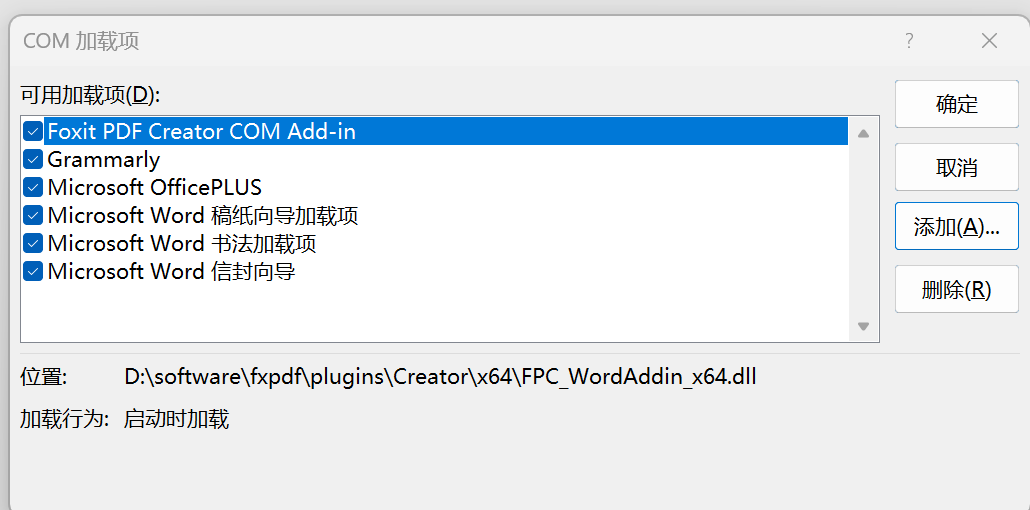 COM 加载项
?
可用加载项(D):
Foxit PDF Creator COM Add-in
Grammarly
Microsoft OfficePLUS
Microsoft Word 稿纸向导加载项
Microsoft Word 书法加载项
Microsoft Word 信封向导
确定
取消
添加(A)...
删除(R)
位置: D:\software\fxpdf\plugins\Creator\x64\FPC_WordAddin_x64.dll
加载行为: 启动时加载